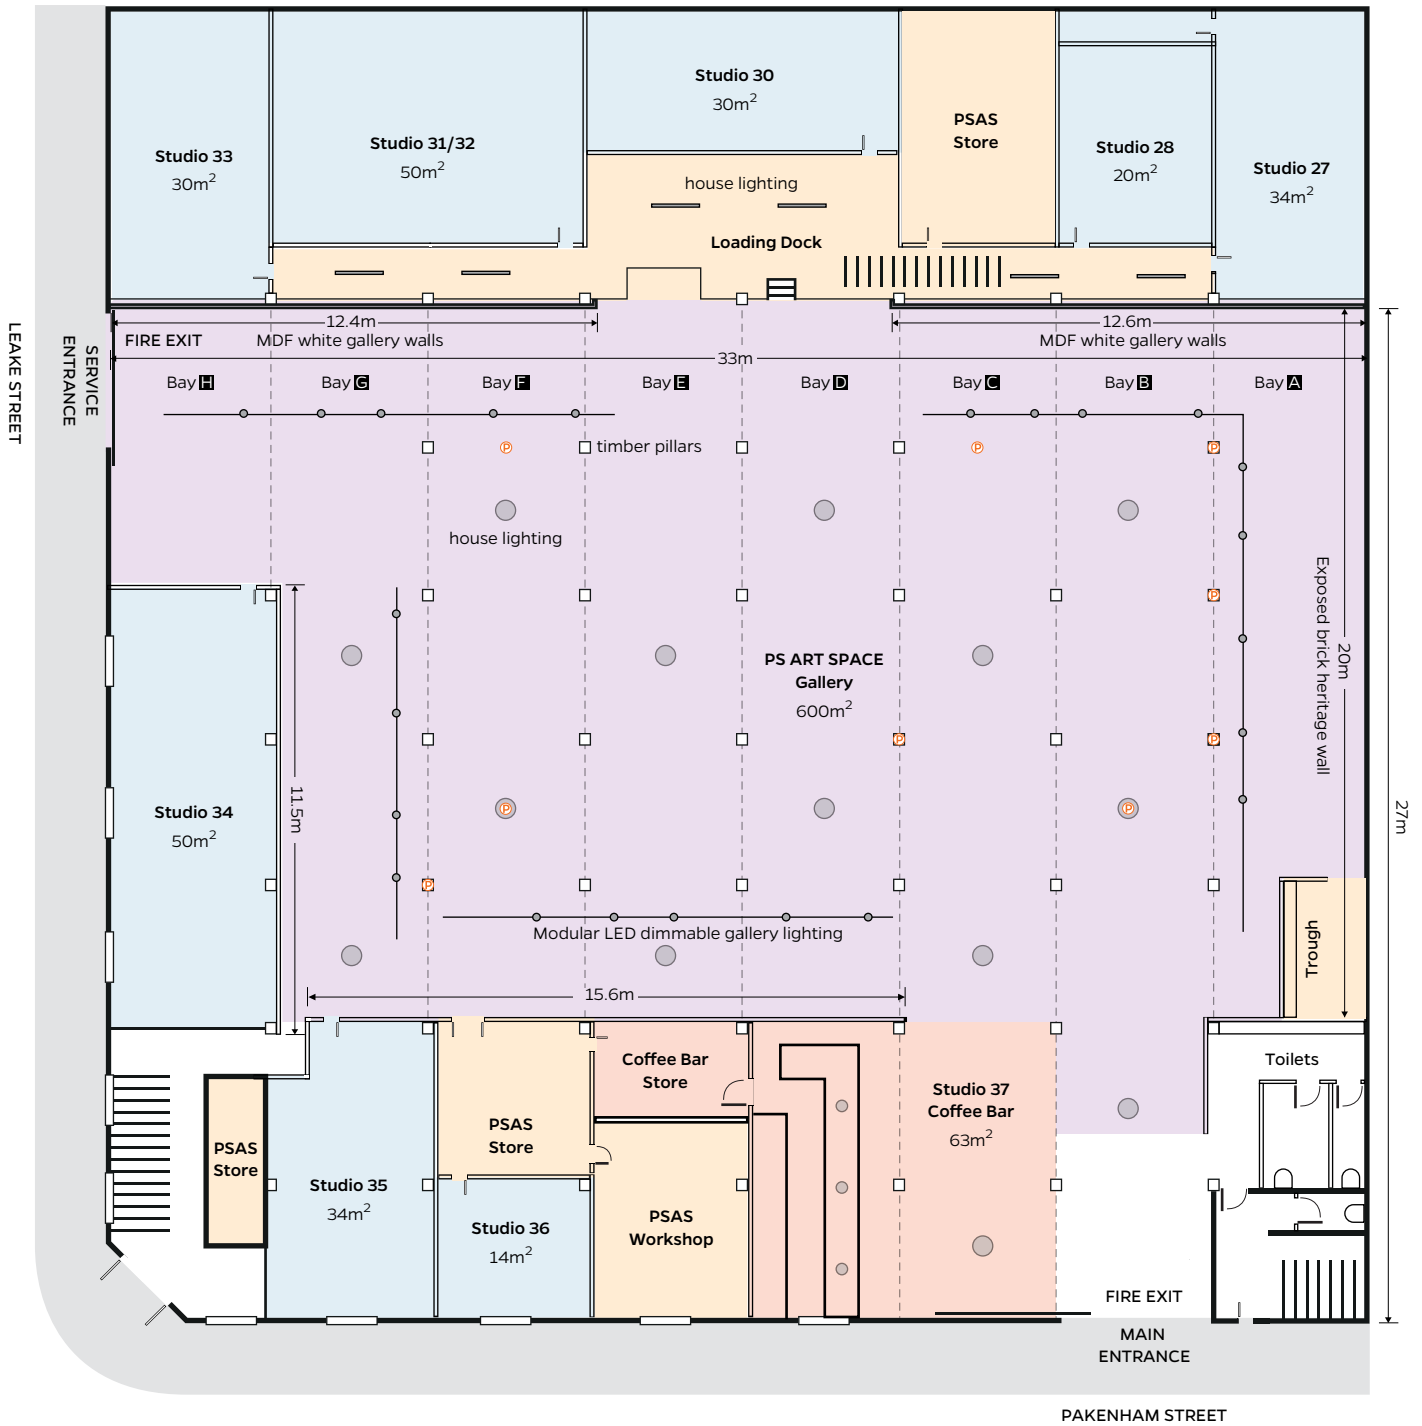 Studio 33
30m²
Studio 31/32
50m²
Studio 30
30m²
PSAS
Store
Studio 28
20m²
Studio 27
34m²
house lighting
Loading Dock
12.4m
12.6m
FIRE EXIT
MDF white gallery walls
MDF white gallery walls
33m
LEAKE STREET
SERVICE
ENTRANCE
Bay H
Bay G
Bay F
Bay E
Bay D
Bay C
Bay B
Bay A
P
timber pillars
P
P
house lighting
P
Exposed brick heritage wall
20m
PS ART SPACE
Gallery
600m²
P
P
Studio 34
50m²
11.5m
P
P
27m
P
Modular LED dimmable gallery lighting
Trough
15.6m
Coffee Bar
Store
Studio 37
Coffee Bar
63m²
Toilets
PSAS
Store
PSAS
Store
Studio 35
34m²
Studio 36
14m²
PSAS
Workshop
FIRE EXIT
MAIN
ENTRANCE
PAKENHAM STREET